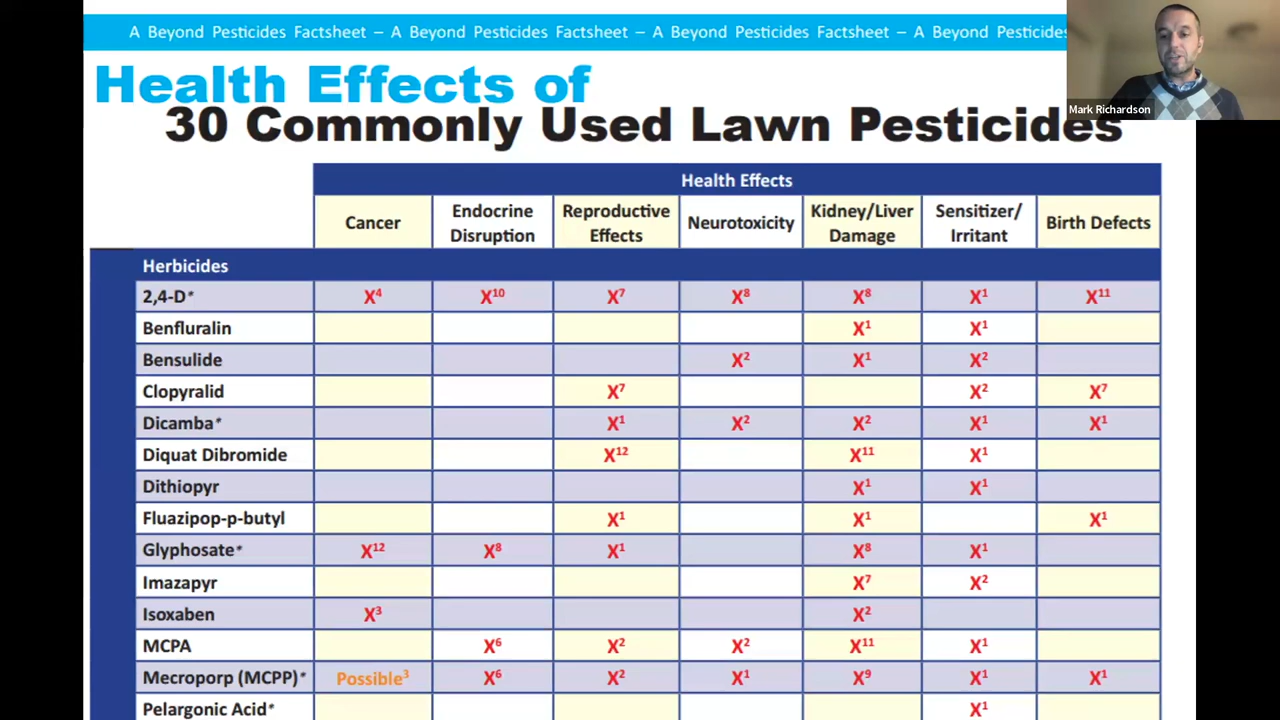 A Beyond Pesticides Factsheet – A Beyond Pesticides Factsheet – A Beyond Pesticides Factsheet – A Beyond Pesticides
Health Effects of
30 Commonly Used Lawn Pesticides
Mark Richardson
Health Effects
Cancer Endocrine Disruption Reproductive Effects Neurotoxicity Kidney/Liver Damage Sensitizer/ Irritant Birth Defects
Herbicides
2,4-D* X4 X10 X7 X8 X8 X1 X11
Benfluralin X1 X1
Bensulide X2 X1 X2
Clopyralid X7 X2 X7
Dicamba* X1 X2 X2 X1 X1
Diquat Dibromide X12 X11 X1
Dithiopyr X1 X1
Fluazipop-p-butyl X1 X1 X1
Glyphosate* X12 X8 X1 X8 X1
Imazapyr X7 X2
Isoxaben X3 X2
MCPA X6 X2 X2 X11 X1
Mecroporp (MCPP)* Possible3 X6 X2 X1 X9 X1 X1
Pelargonic Acid* X1